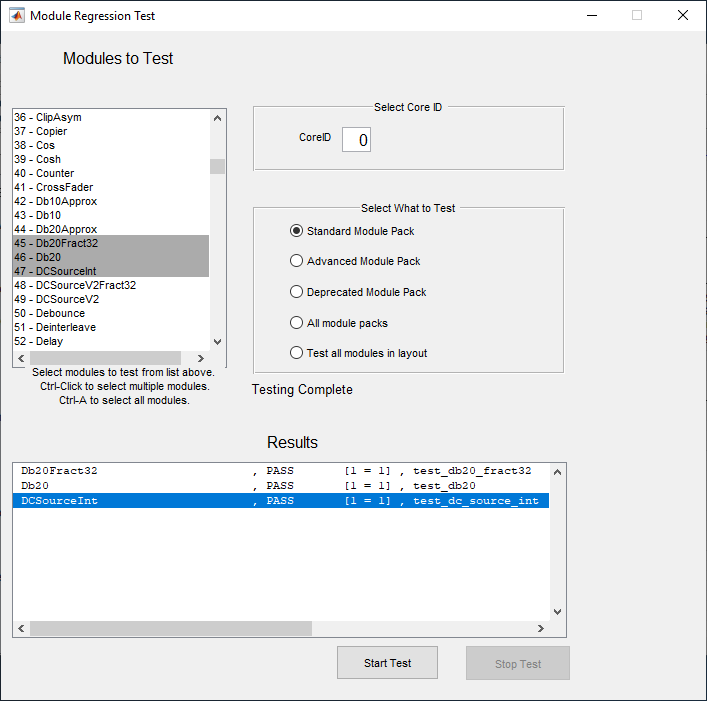 Module Regression Test
Modules to Test
36 - ClipAsym
37 - Copier
38 - Cos
39 - Cosh
40 - Counter
41 - CrossFader
42 - Db10Approx
43 - Db10
44 - Db20Approx
45 - Db20Fract32
46 - Db20
47 - DCSourceInt
48 - DCSourceV2Fract32
49 - DCSourceV2
50 - Debounce
51 - Deinterleave
52 - Delay
Select modules to test from list above.
Ctrl-Click to select multiple modules.
Ctrl-A to select all modules.
Select Core ID
CoreID 0
Select What to Test
Standard Module Pack
Advanced Module Pack
Deprecated Module Pack
All module packs
Test all modules in layout
Testing Complete
Results
Db20Fract32 , PASS [1 = 1] , test_db20_fract32
Db20 , PASS [1 = 1] , test_db20
DCSourceInt , PASS [1 = 1] , test_dc_source_int
Start Test
Stop Test